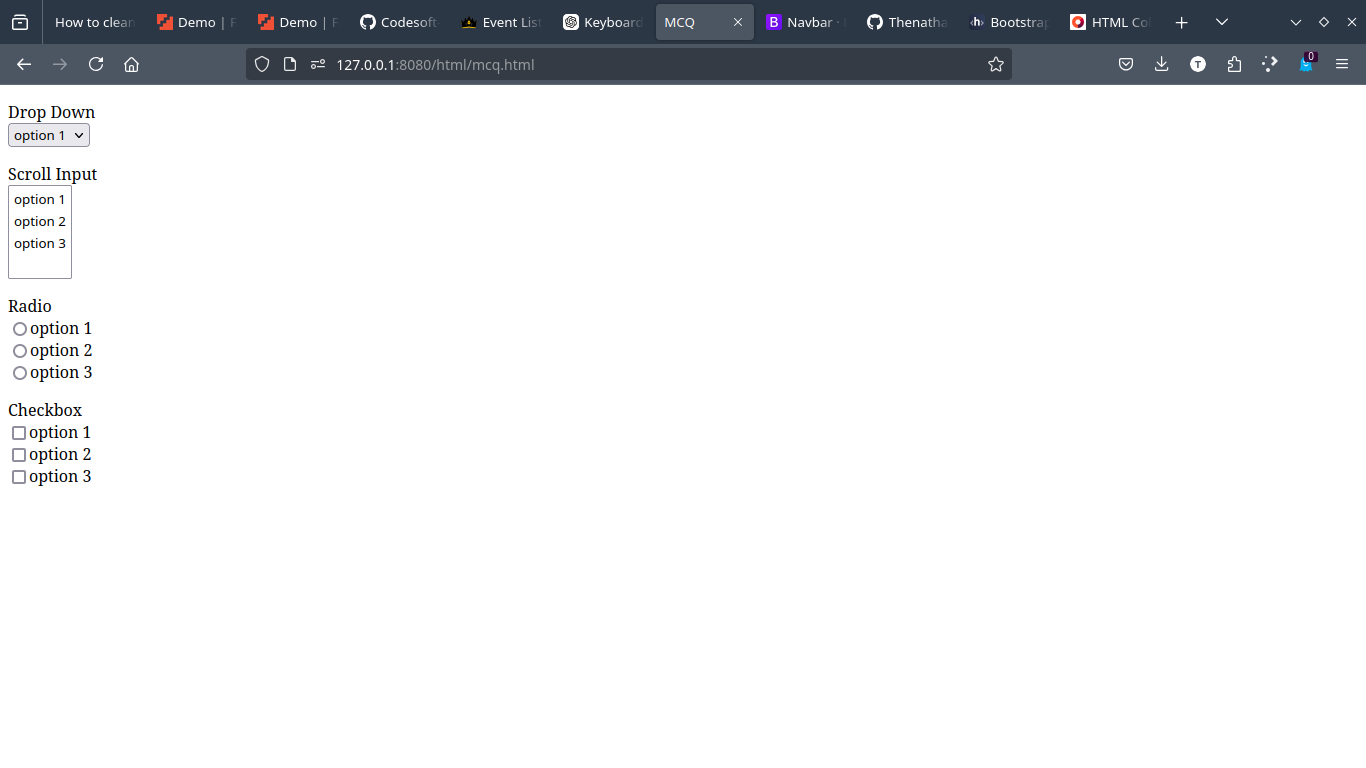 How to clean
Demo | F
Demo | F
Codesoft
Event List
Keyboard
MCQ
B Navbar ·
Thenatha
h Bootstrap
HTML Co
127.0.0.1:8080/html/mcq.html
T
0
Drop Down
option 1
Scroll Input
option 1
option 2
option 3
Radio
option 1
option 2
option 3
Checkbox
option 1
option 2
option 3